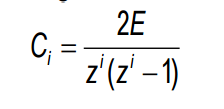 C_i = 2E / z^i (z^i – 1)